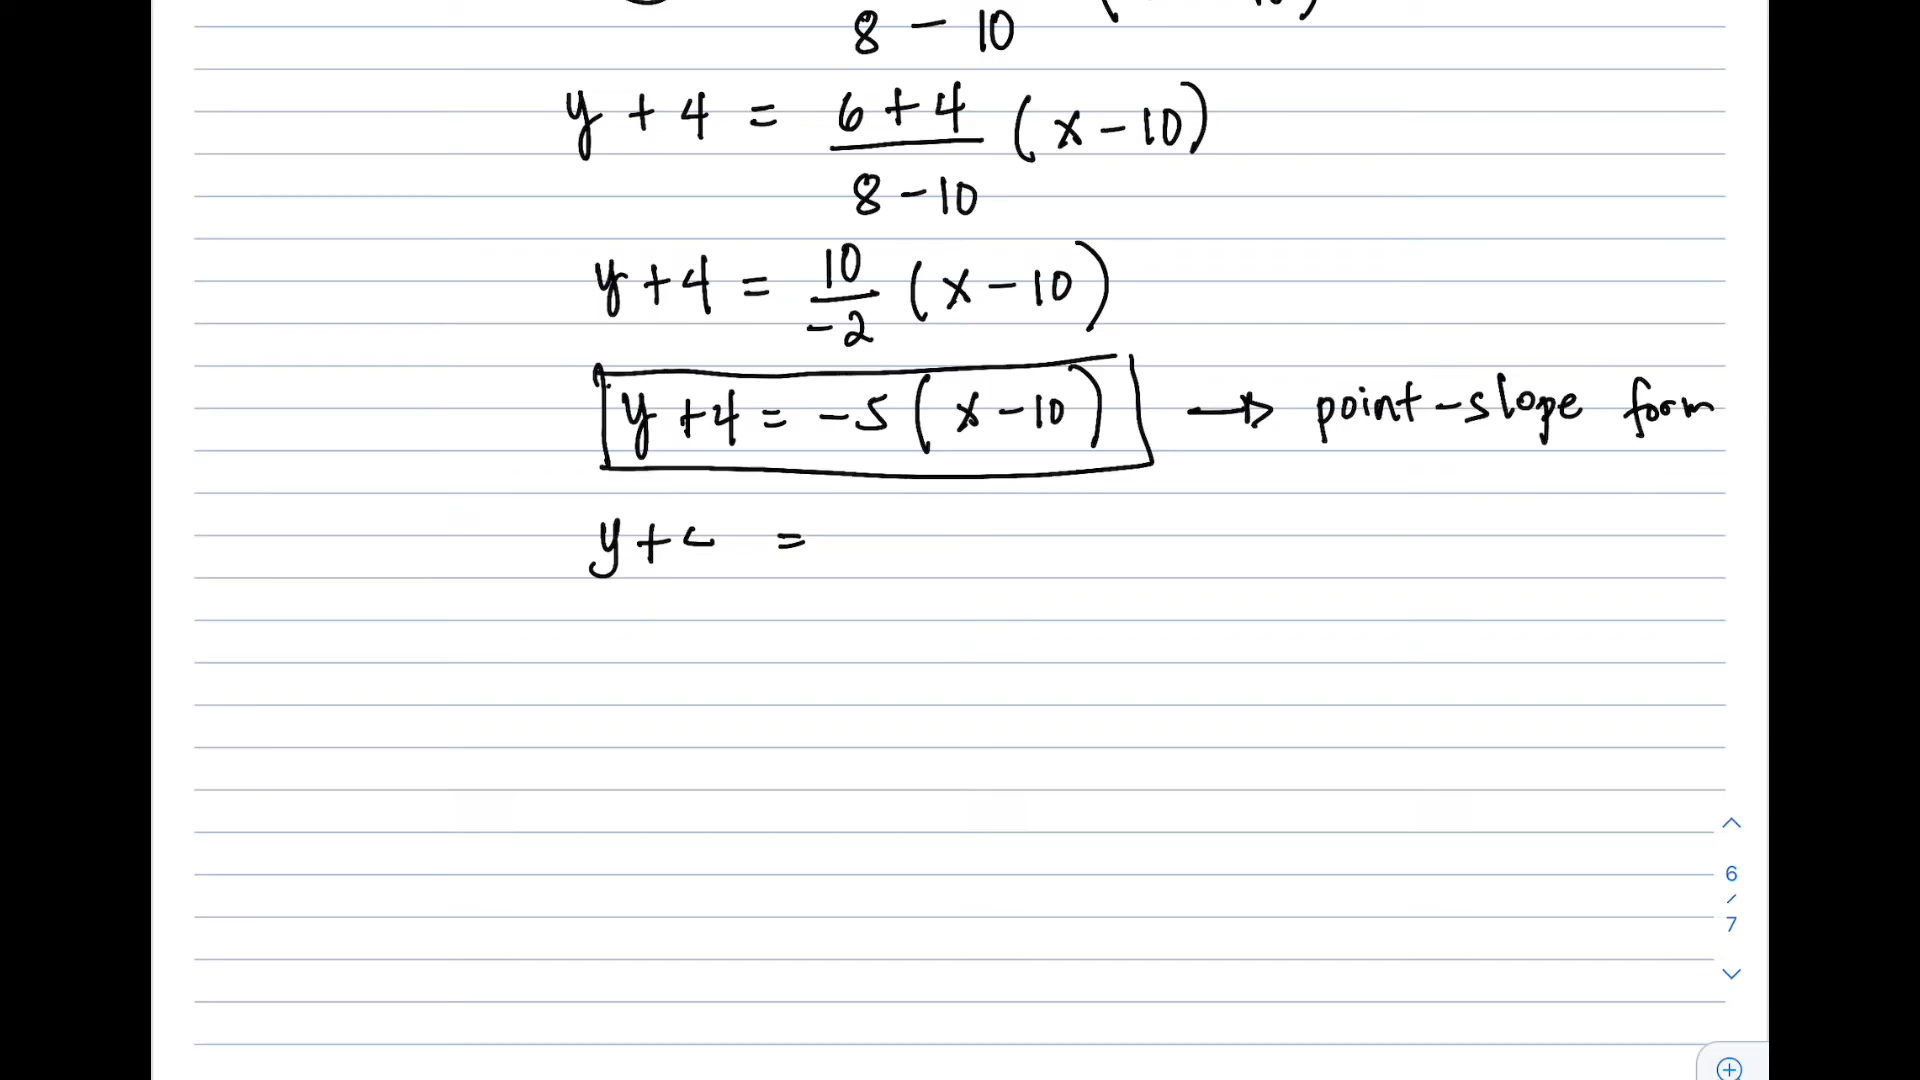 8 - 10
y + 4 = 6 + 4 / 8 - 10 (x - 10)
y + 4 = 10 / -2 (x - 10)
y + 4 = -5 (x - 10) → point-slope form
y + =
6
/
7